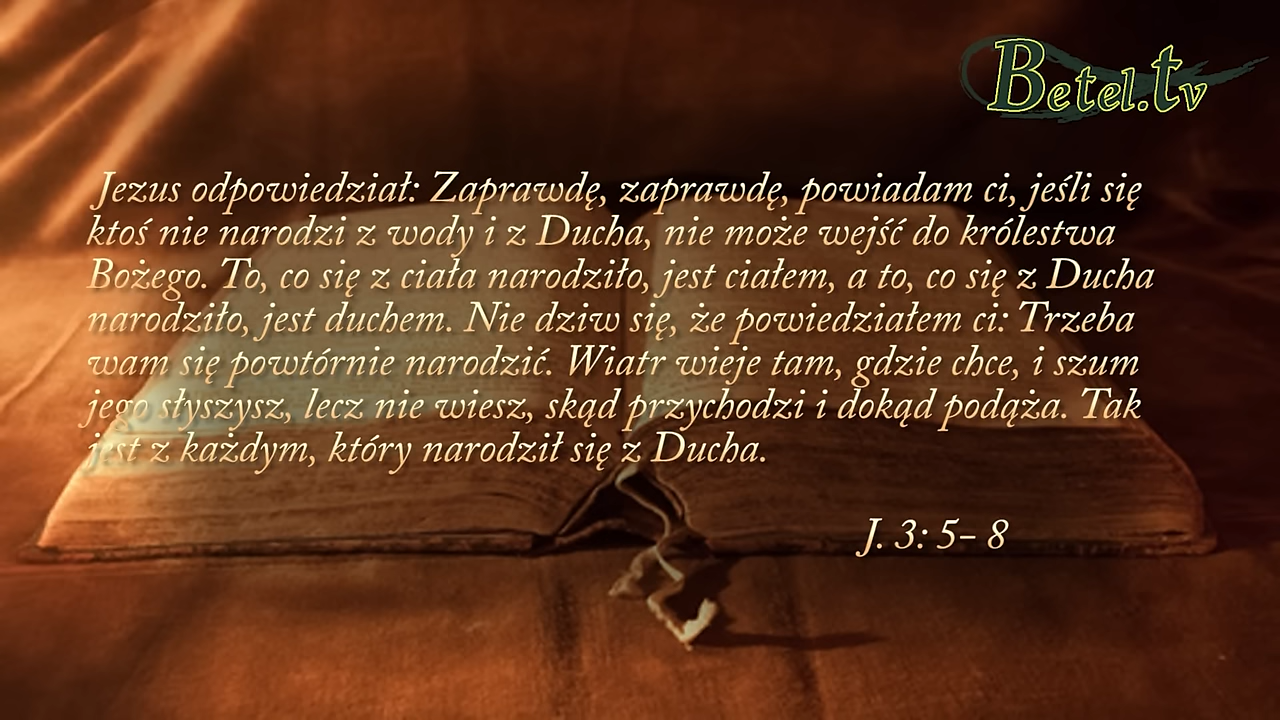 Betel.tv
Jezus odpowiedział: Zaprawdę, zaprawdę, powiadam ci, jeśli się
ktoś nie narodzi z wody i z Ducha, nie może wejść do królestwa
Bożego. To, co się z ciała narodziło, jest ciałem, a to, co się z Ducha
narodziło, jest duchem. Nie dziw się, że powiedziałem ci: Trzeba
wam się powtórnie narodzić. Wiatr wieje tam, gdzie chce, i szum
jego słyszysz, lecz nie wiesz, skąd przychodzi i dokąd podąża. Tak
jest z każdym, który narodził się z Ducha.
J. 3: 5- 8